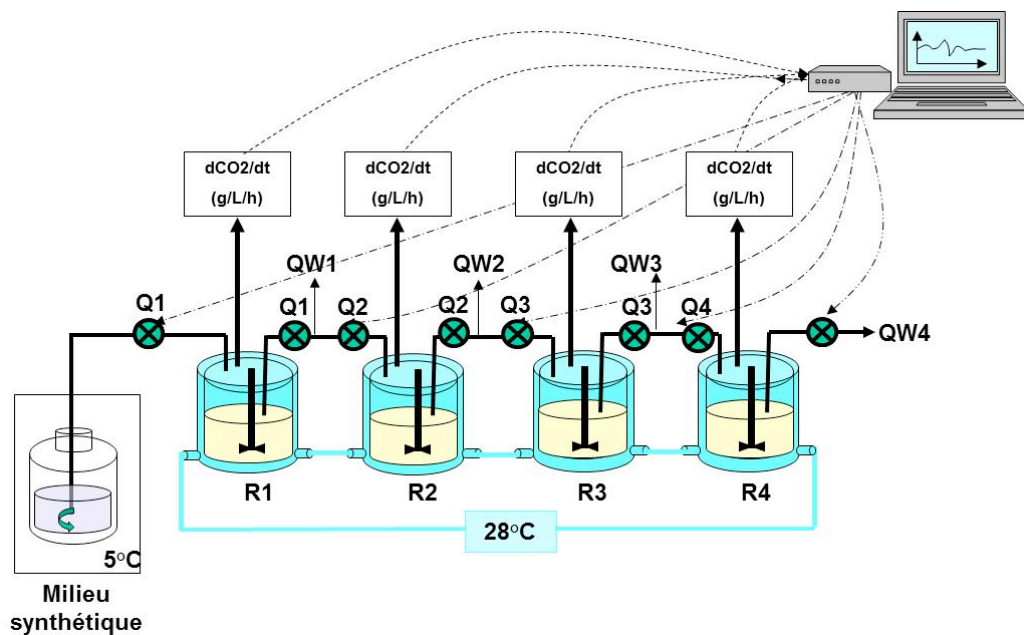 dCO2/dt
(g/L/h)
dCO2/dt
(g/L/h)
dCO2/dt
(g/L/h)
dCO2/dt
(g/L/h)
QW1
QW2
QW3
Q1
Q1
Q2
Q2
Q3
Q3
Q4
QW4
R1
R2
R3
R4
28°C
5°C
Milieu
synthétique